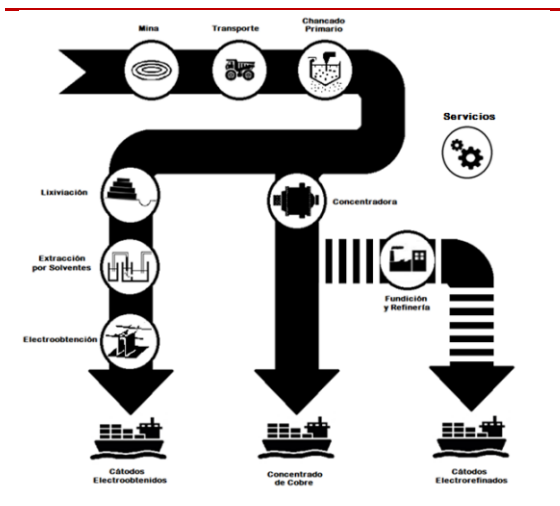 Mina
Transporte
Chancado
Primario
Servicios
Lixiviación
Concentradora
Extracción
por Solventes
Fundición
y Refinería
Electroobtención
Cátodos
Electroobtenidos
Concentrado
de Cobre
Cátodos
Electrorefinados